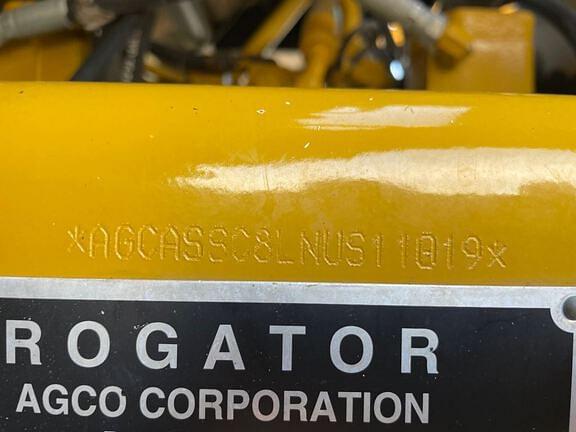 *AGCASSC8LNUS11019*
ROGATOR
AGCO CORPORATION